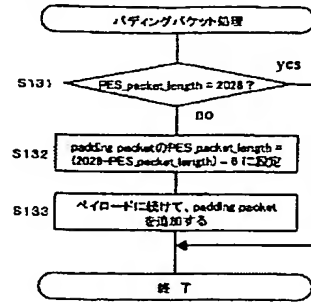 パディングパケット処理
S131
PES_packet_length = 2028 ?
yes
no
S132
padding packetのPES_packet_length =
(2028-PES_packet_length) - 6 に設定
S133
ペイロードに続けて、padding packet
を追加する
終 了